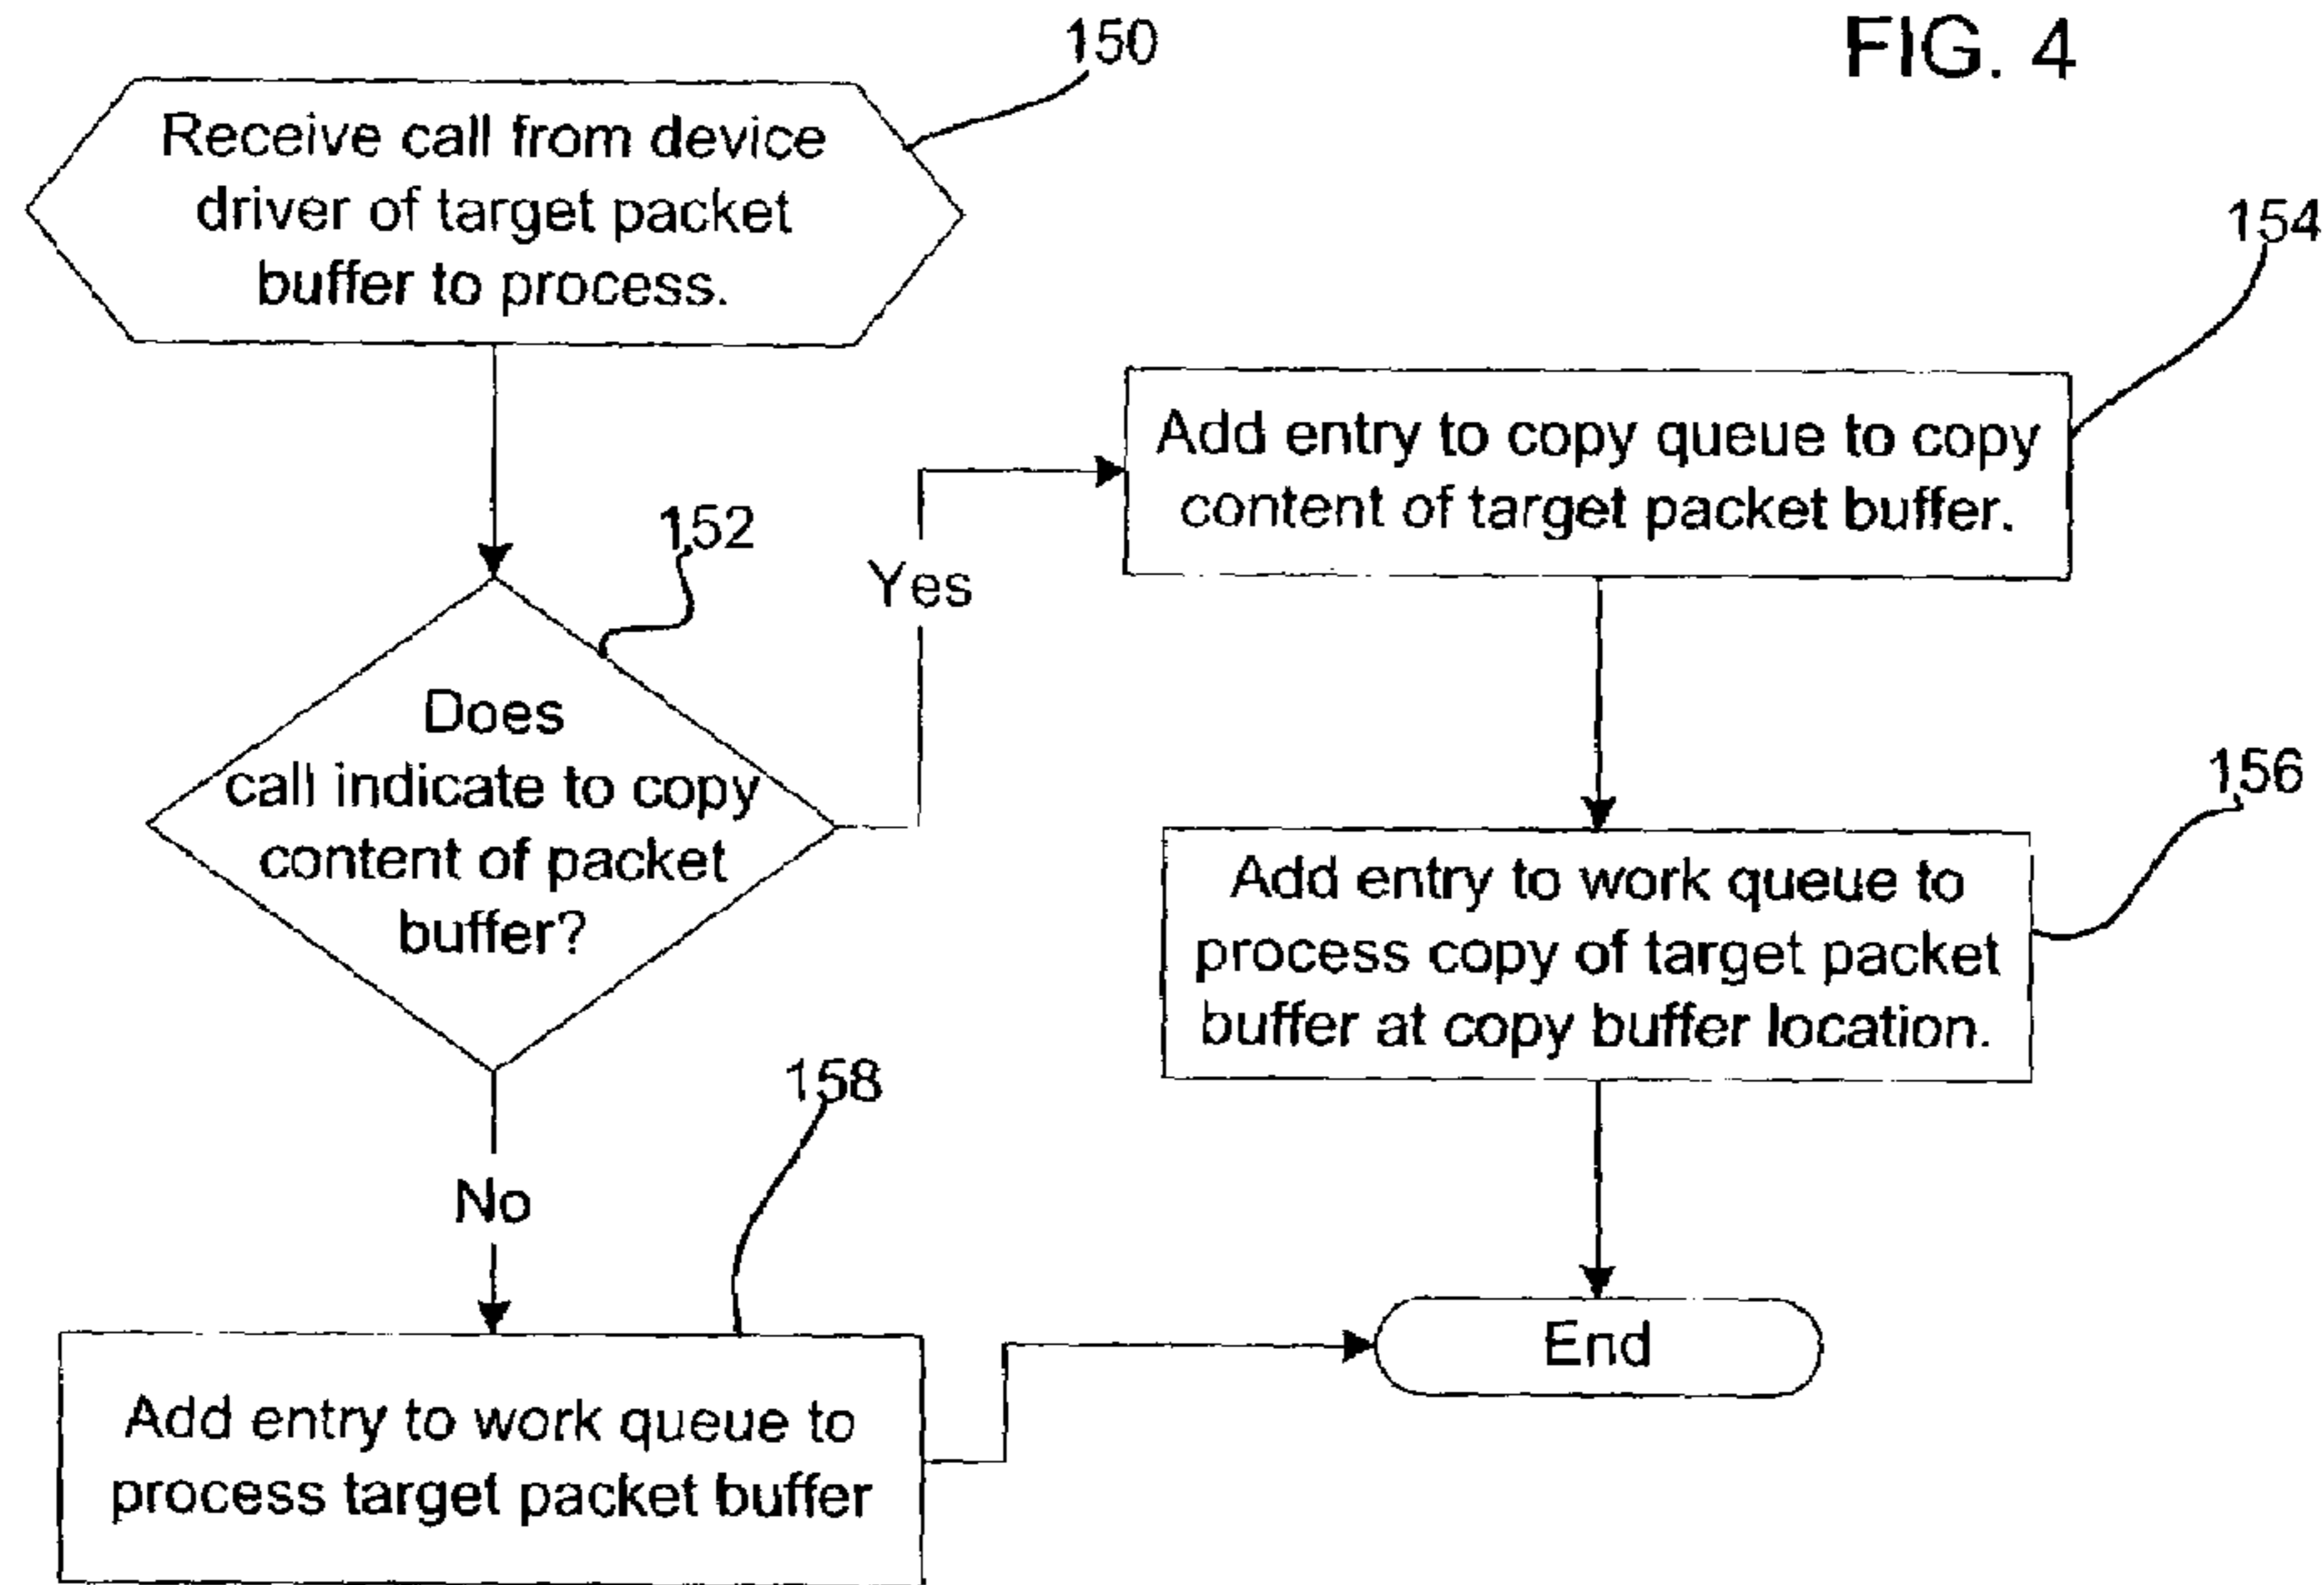 FIG. 4
150
Receive call from device
driver of target packet
buffer to process.
152
Does
call indicate to copy
content of packet
buffer?
Yes
154
Add entry to copy queue to copy
content of target packet buffer.
156
Add entry to work queue to
process copy of target packet
buffer at copy buffer location.
No
158
Add entry to work queue to
process target packet buffer
End